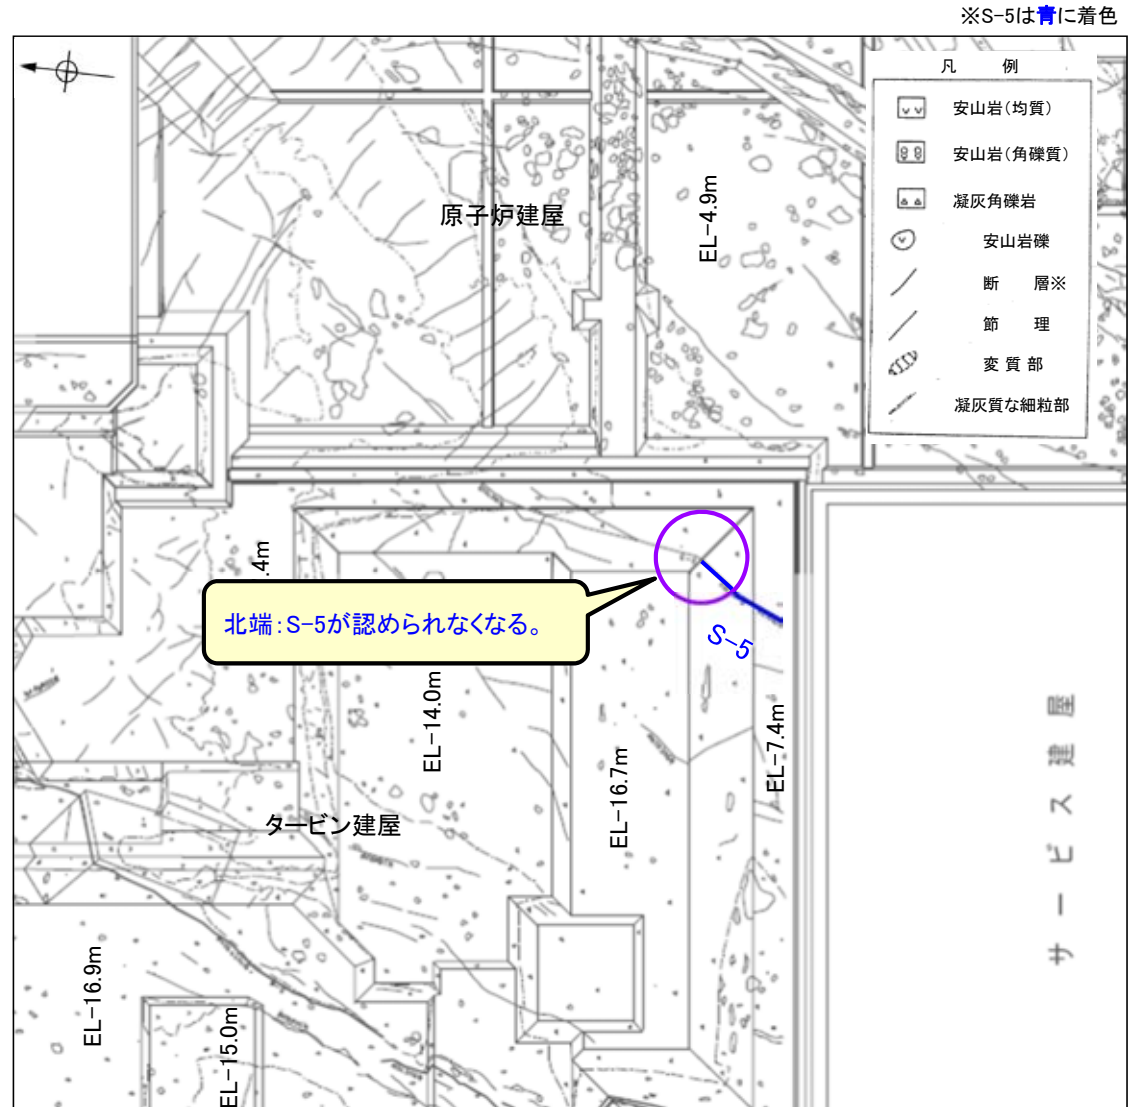 ※S-5は青に着色
凡 例
安山岩(均質)
安山岩(角礫質)
凝灰角礫岩
安山岩礫
断 層※
節 理
変質部
凝灰質な細粒部
原子炉建屋
EL-4.9m
.4m
北端:S-5が認められなくなる。
S-5
EL-14.0m
EL-7.4m
EL-16.7m
タービン建屋
サービス建屋
EL-16.9m
EL-15.0m